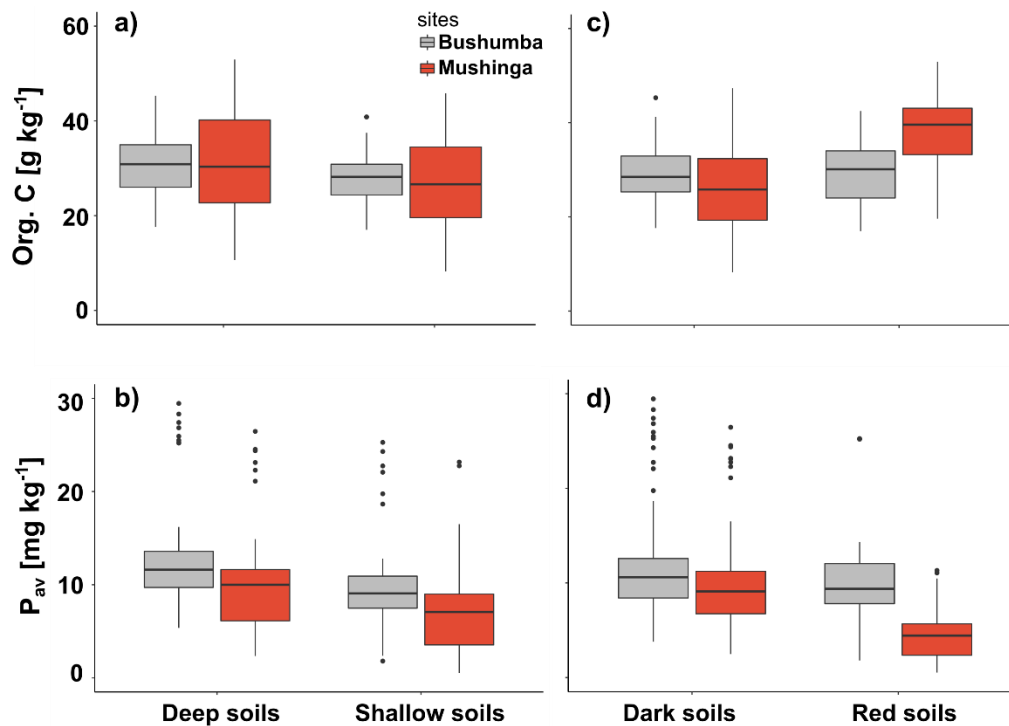 a)
sites
Bushumba
Mushinga
c)
60
40
20
0
Org. C [g kg⁻¹]
b)
d)
30
20
10
0
P_av [mg kg⁻¹]
Deep soils Shallow soils Dark soils Red soils